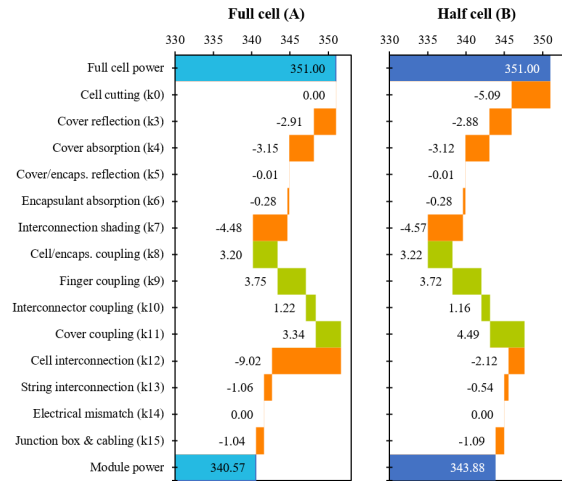 Full cell (A) Half cell (B)
330 340 350 330 340 350
Full cell power 351.00 351.00
Cell cutting (k0) 0.00 -5.09
Cover reflection (k3) -2.91 -2.88
Cover absorption (k4) -3.15 -3.12
Cover/encaps. reflection (k5) -0.01 -0.01
Encapsulant absorption (k6) -0.28 -0.28
Interconnection shading (k7) -4.48 -4.57
Cell/encaps. coupling (k8) 3.20 3.22
Finger coupling (k9) 3.75 3.72
Interconnector coupling (k10) 1.22 1.16
Cover coupling (k11) 3.34 4.49
Cell interconnection (k12) -9.02 -2.12
String interconnection (k13) -1.06 -0.54
Electrical mismatch (k14) 0.00 0.00
Junction box & cabling (k15) -1.04 -1.09
Module power 340.57 343.88